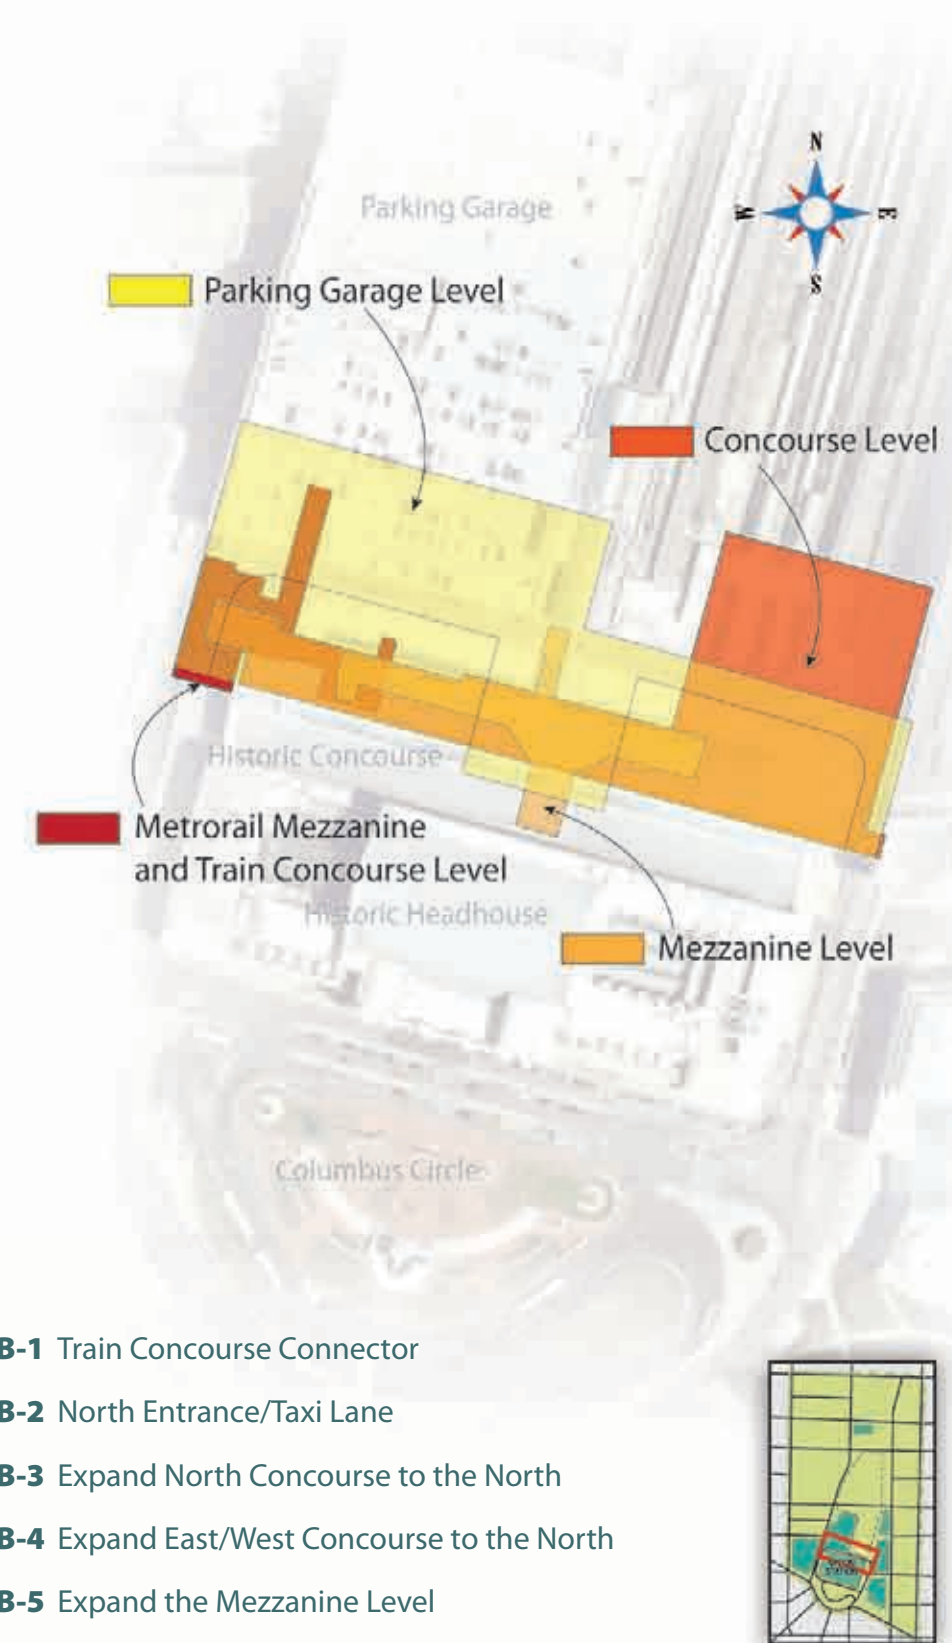 N
W
E
S
Parking Garage
Parking Garage Level
Concourse Level
Historic Concourse
Metrorail Mezzanine
and Train Concourse Level
Historic Headhouse
Mezzanine Level
Columbus Circle
B-1 Train Concourse Connector
B-2 North Entrance/Taxi Lane
B-3 Expand North Concourse to the North
B-4 Expand East/West Concourse to the North
B-5 Expand the Mezzanine Level
STATION